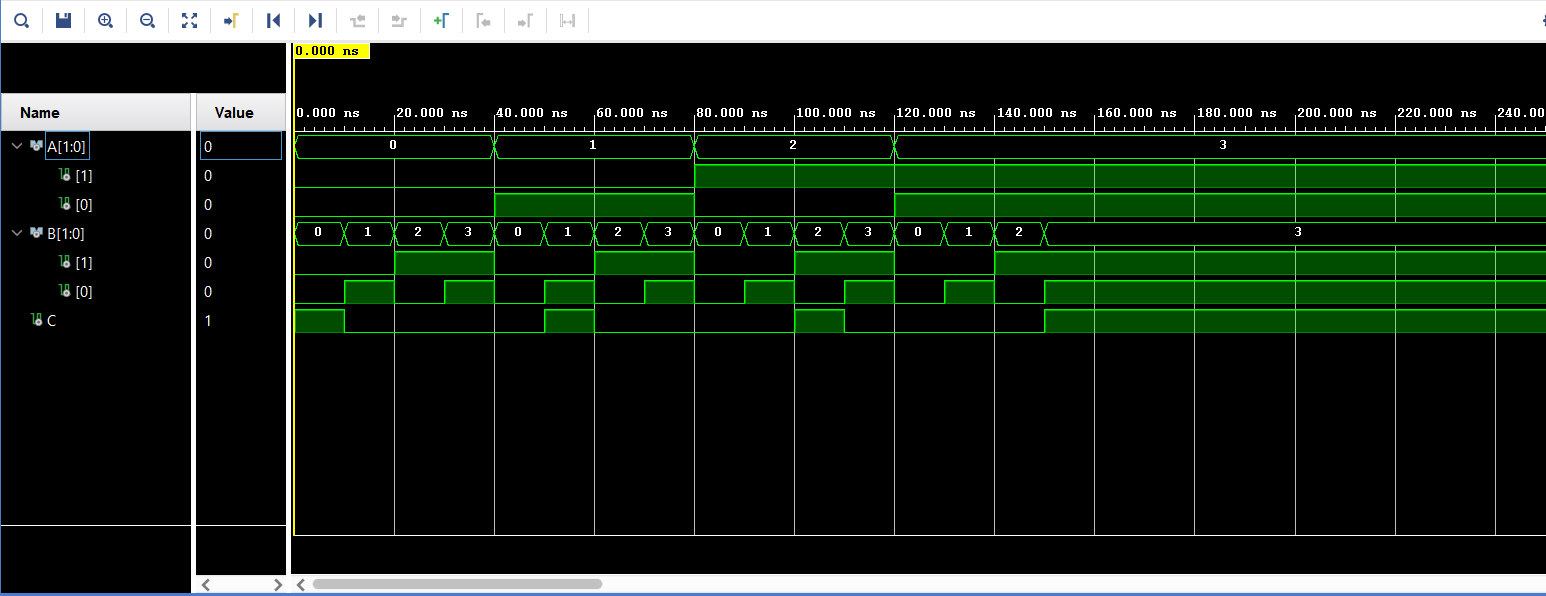 0.000 ns
Name Value
0.000 ns 20.000 ns 40.000 ns 60.000 ns 80.000 ns 100.000 ns 120.000 ns 140.000 ns 160.000 ns 180.000 ns 200.000 ns 220.000 ns 240.0
A[1:0] 0 0 1 2 3
[1] 0
[0] 0
B[1:0] 0 0 1 2 3 0 1 2 3 0 1 2 3 0 1 2 3
[1] 0
[0] 0
C 1